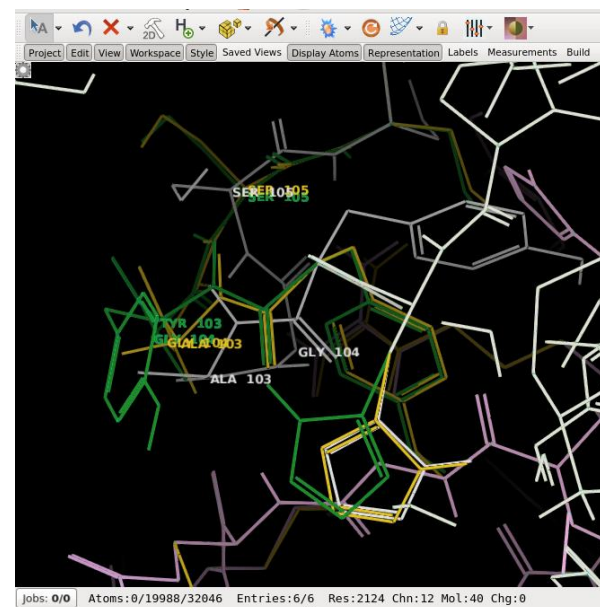 2D H
Project Edit View Workspace Style Saved Views Display Atoms Representation Labels Measurements Build
SER 105
SER 105
TYR 103
GLY 104
ALA 103
Jobs: 0/0 Atoms:0/19988/32046 Entries:6/6 Res:2124 Chn:12 Mol:40 Chg:0